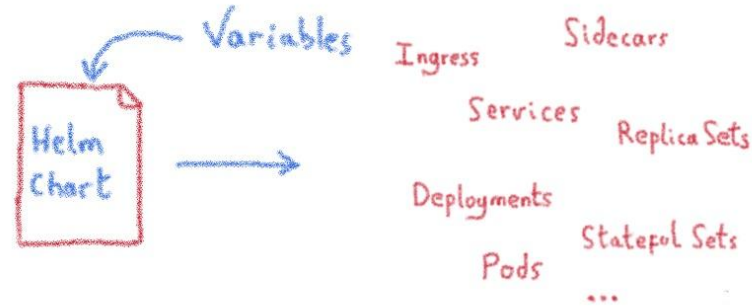 Variables
Helm
Chart
Ingress
Sidecars
Services
Replica Sets
Deployments
Stateful Sets
Pods
...